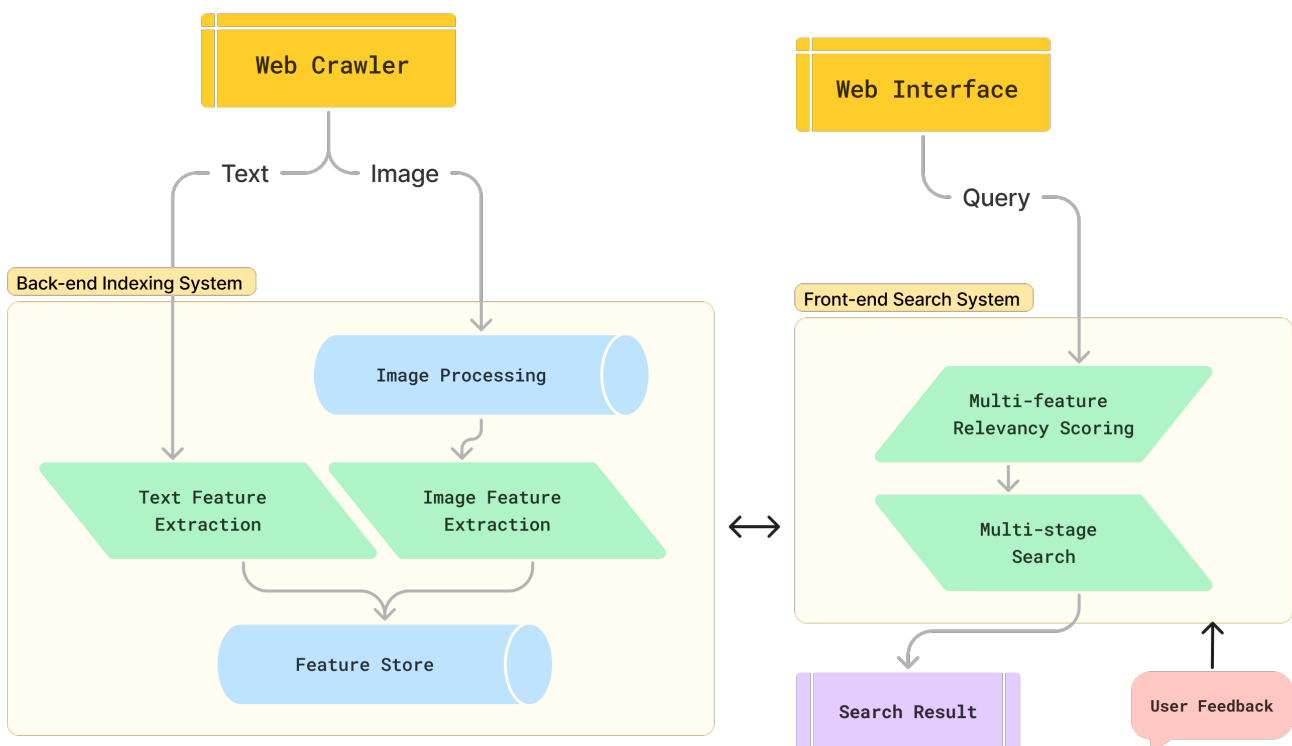 Web Crawler
Web Interface
Text
Image
Query
Back-end Indexing System
Front-end Search System
Image Processing
Multi-feature
Relevancy Scoring
Text Feature
Extraction
Image Feature
Extraction
Multi-stage
Search
Feature Store
Search Result
User Feedback